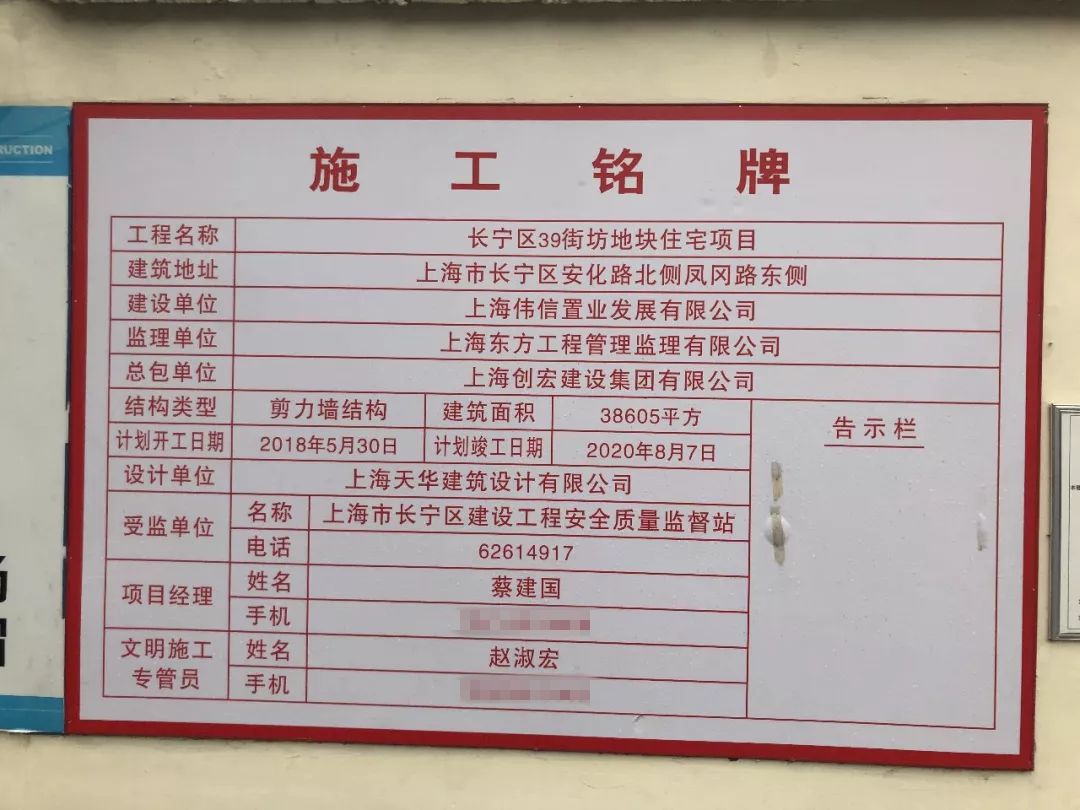 RUCTION
施工铭牌
工程名称 长宁区39街坊地块住宅项目
建筑地址 上海市长宁区安化路北侧凤冈路东侧
建设单位 上海伟信置业发展有限公司
监理单位 上海东方工程管理监理有限公司
总包单位 上海创宏建设集团有限公司
结构类型 剪力墙结构 建筑面积 38605平方
告示栏
计划开工日期 2018年5月30日 计划竣工日期 2020年8月7日
设计单位 上海天华建筑设计有限公司
受监单位 名称 上海市长宁区建设工程安全质量监督站
电话 62614917
项目经理 姓名 蔡建国
手机
文明施工专管员 姓名 赵淑宏
手机